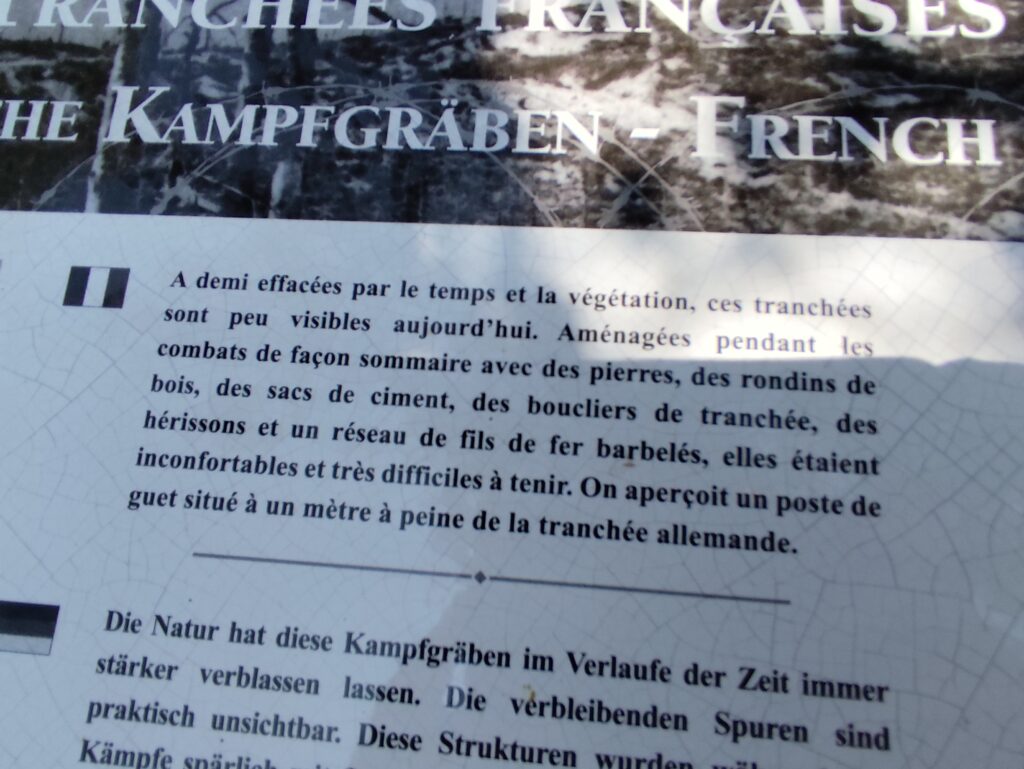 TRANCHÉES FRANÇAISES
HE KAMPFGRÄBEN - FRENCH
A demi effacées par le temps et la végétation, ces tranchées
sont peu visibles aujourd'hui. Aménagées pendant les
combats de façon sommaire avec des pierres, des rondins de
bois, des sacs de ciment, des boucliers de tranchée, des
hérissons et un réseau de fils de fer barbelés, elles étaient
inconfortables et très difficiles à tenir. On aperçoit un poste de
guet situé à un mètre à peine de la tranchée allemande.
Die Natur hat diese Kampfgräben im Verlaufe der Zeit immer
stärker verblassen lassen. Die verbleibenden Spuren sind
praktisch unsichtbar. Diese Strukturen wurden
Kämpfe spärlich